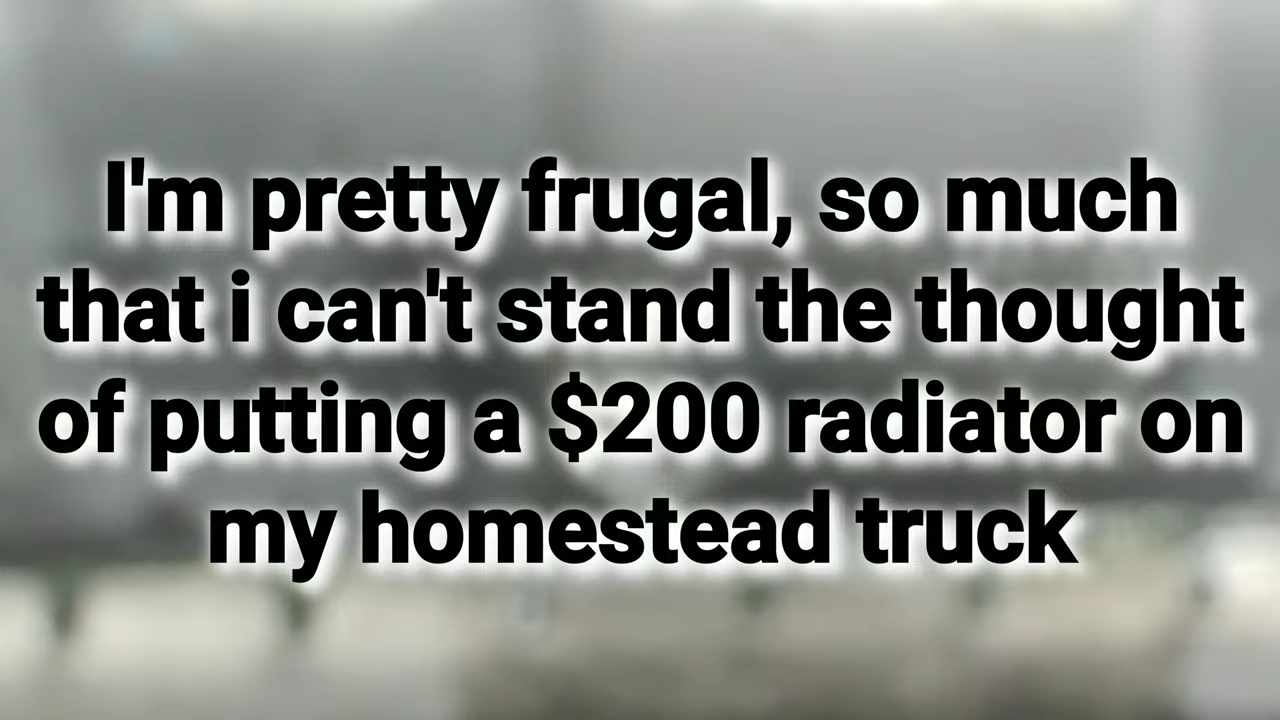 I'm pretty frugal, so much
that i can't stand the thought
of putting a $200 radiator on
my homestead truck